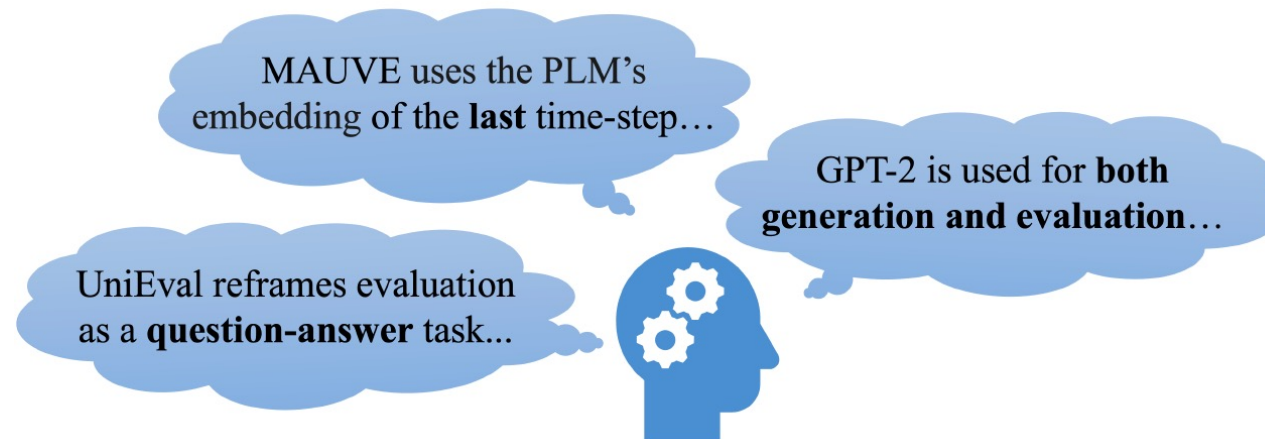 MAUVE uses the PLM's
embedding of the last time-step…
GPT-2 is used for both
generation and evaluation…
UniEval reframes evaluation
as a question-answer task...